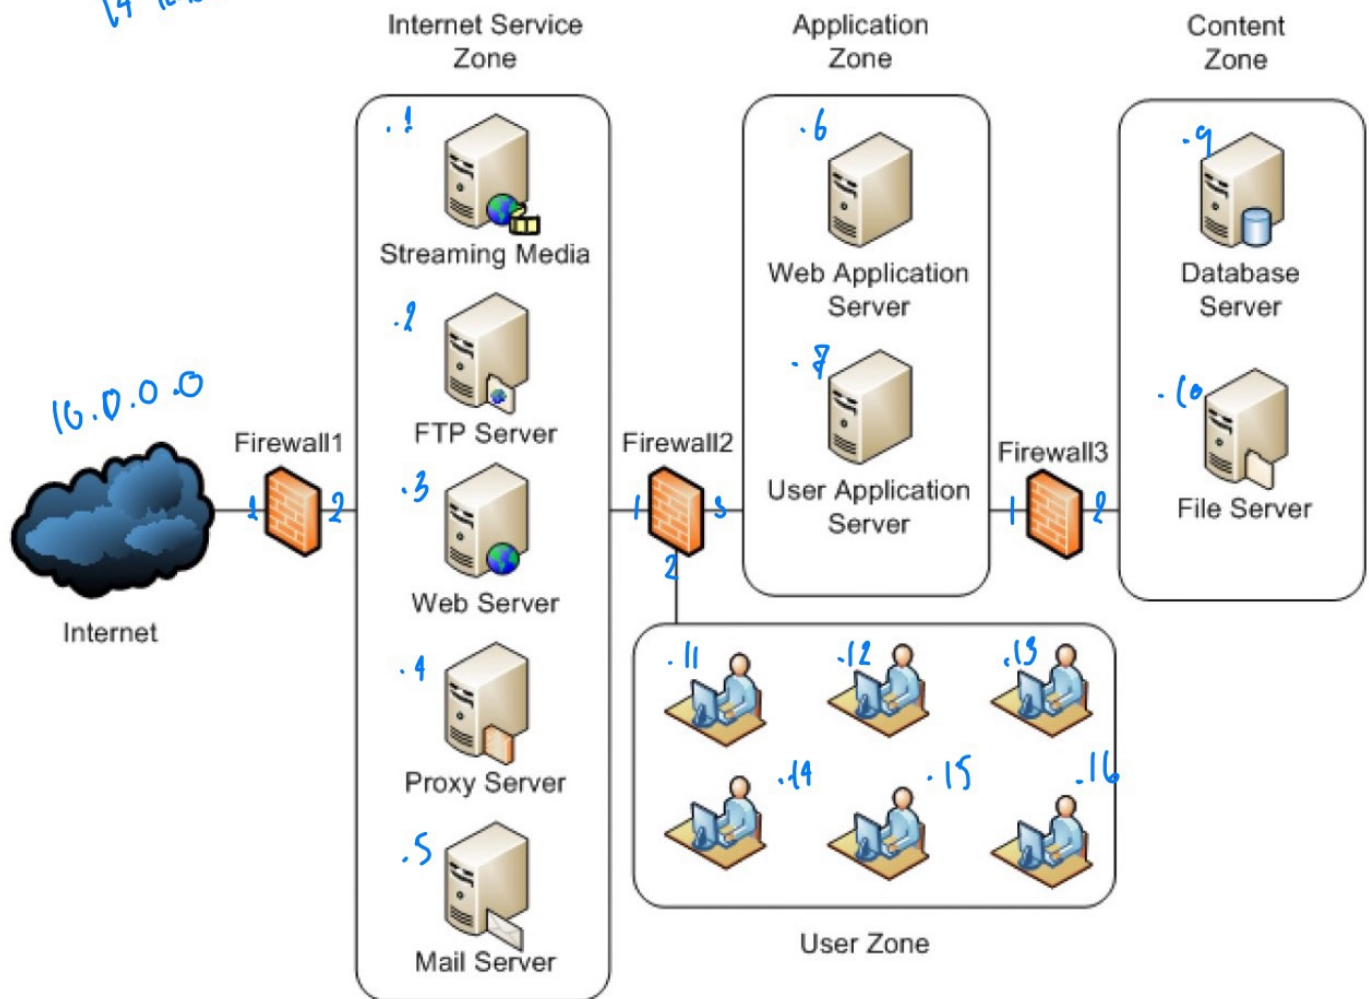 Internet Service
Zone
Application
Zone
Content
Zone
.1
Streaming Media
.2
FTP Server
.3
Web Server
.4
Proxy Server
.5
Mail Server
.6
Web Application
Server
.7
User Application
Server
.9
Database
Server
.10
File Server
10.0.0.0
Internet
Firewall1
1
2
Firewall2
1
3
2
Firewall3
1
2
.11
.12
.13
.14
.15
.16
User Zone